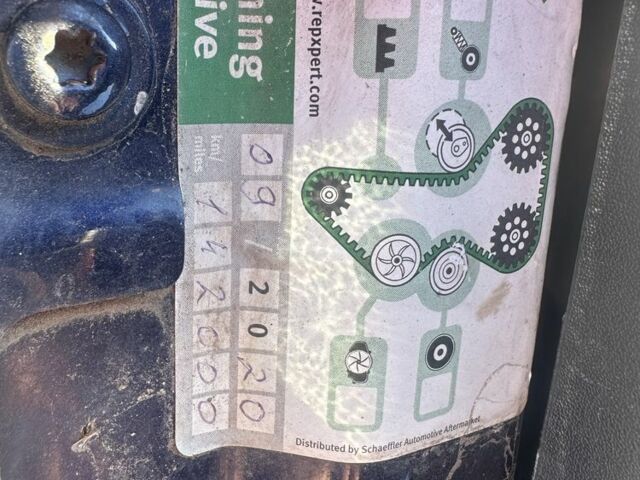 w.repxpert.com
ning
ive
09/2020
km/
miles
142000
Distributed by Schaeffler Automotive Aftermarket